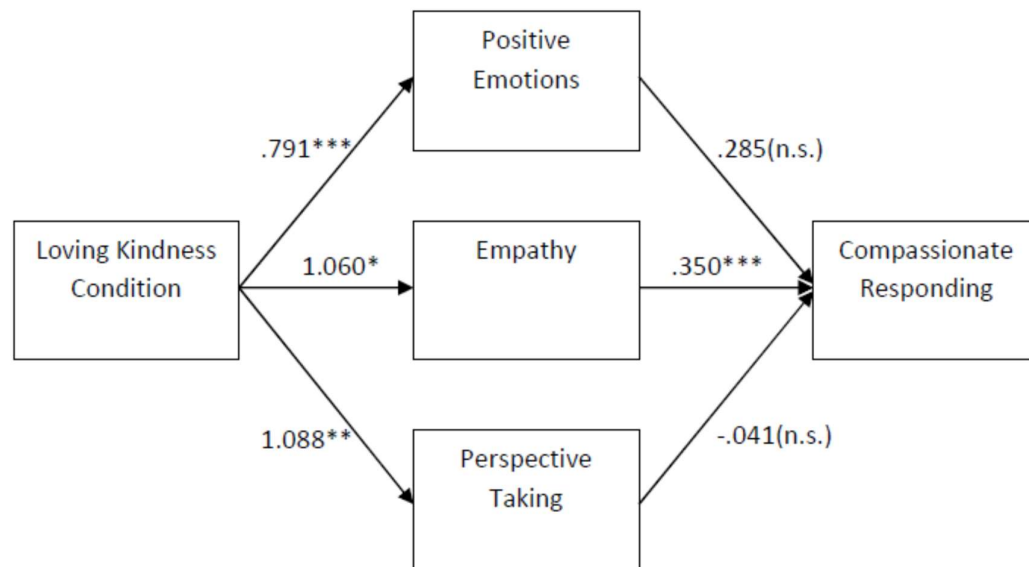 Positive
Emotions
.791***
.285(n.s.)
Loving Kindness
Condition
1.060*
Empathy
.350***
Compassionate
Responding
1.088**
-.041(n.s.)
Perspective
Taking